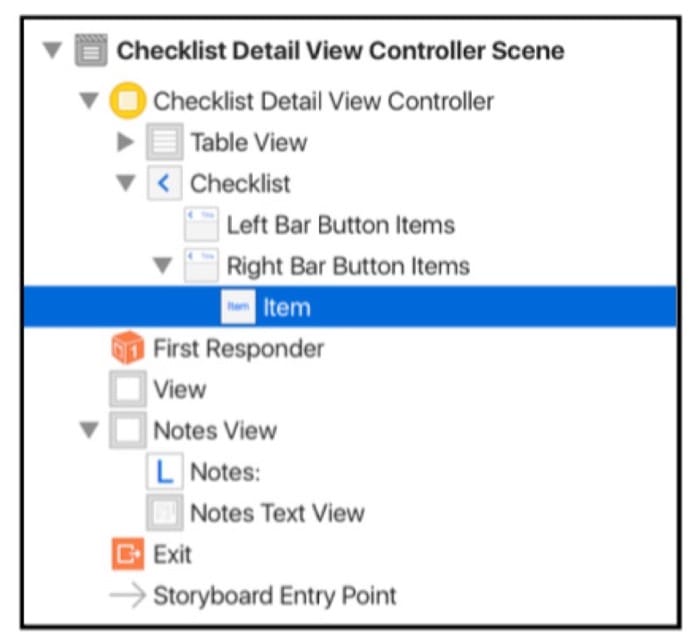 Checklist Detail View Controller Scene
Checklist Detail View Controller
Table View
Checklist
Left Bar Button Items
Right Bar Button Items
Item Item
First Responder
View
Notes View
L Notes:
Notes Text View
Exit
Storyboard Entry Point